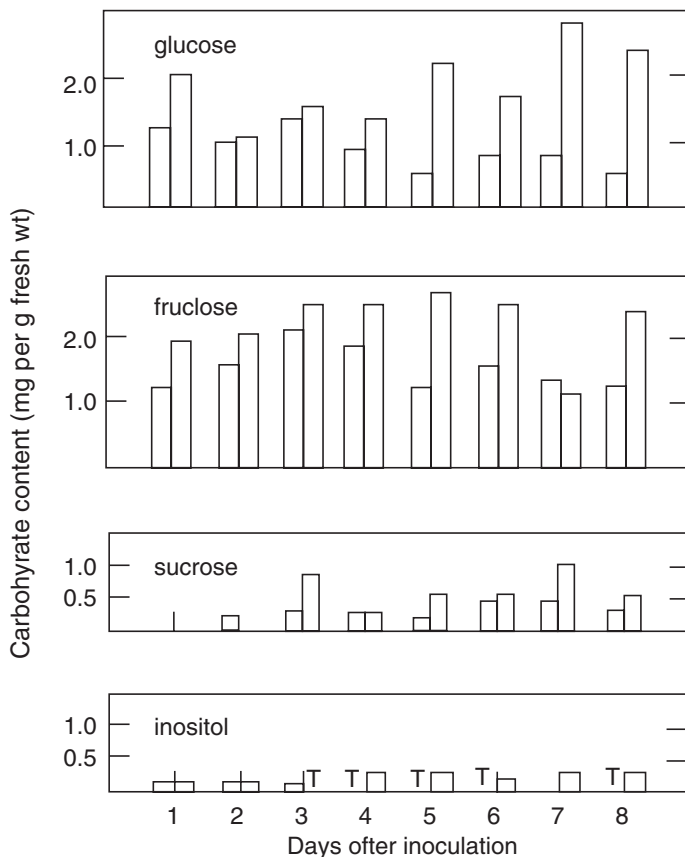 Carbohyrate content (mg per g fresh wt)
glucose
2.0
1.0
fruclose
2.0
1.0
sucrose
1.0
0.5
inositol
1.0
0.5
T T T T T
1 2 3 4 5 6 7 8
Days ofter inoculation